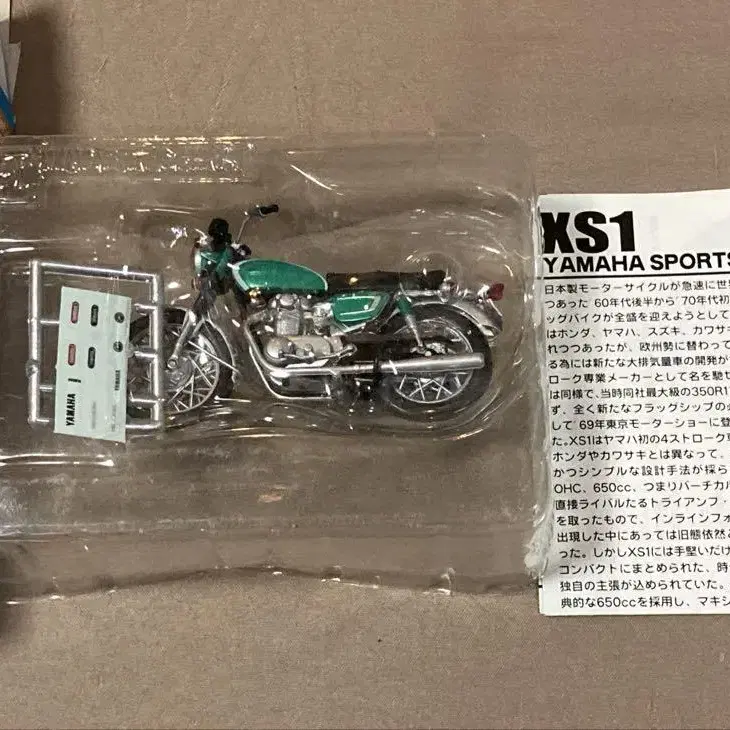 YAMAHA
YAMAHA
XS1
YAMAHA SPORTS
日本製モーターサイクルが急速に世
つあった'60年代後半から'70年代初
ッグバイクが全盛を迎えようとして
はホンダ、ヤマハ、スズキ、カワサキ
れつつあったが、欧州勢に替わって
る為には新たな大排気量車の開発が
ローク専業メーカーとして名を馳せ
は同様で、当時同社最大級の350R1
ず、全く新たなフラッグシップの必
して'69年東京モーターショーに登
た。XS1はヤマハ初の4ストローク車
ホンダやカワサキとは異なって、
かつシンプルな設計手法が採ら
OHC、650cc、つまりバーチカル
直接ライバルたるトライアンフ・
を取ったもので、インラインフォ
出現した中にあっては旧態依然と
った。しかしXS1には手堅いだけ
コンパクトにまとめられた、時
独自の主張が込められていた。
典的な650ccを採用し、マキシ